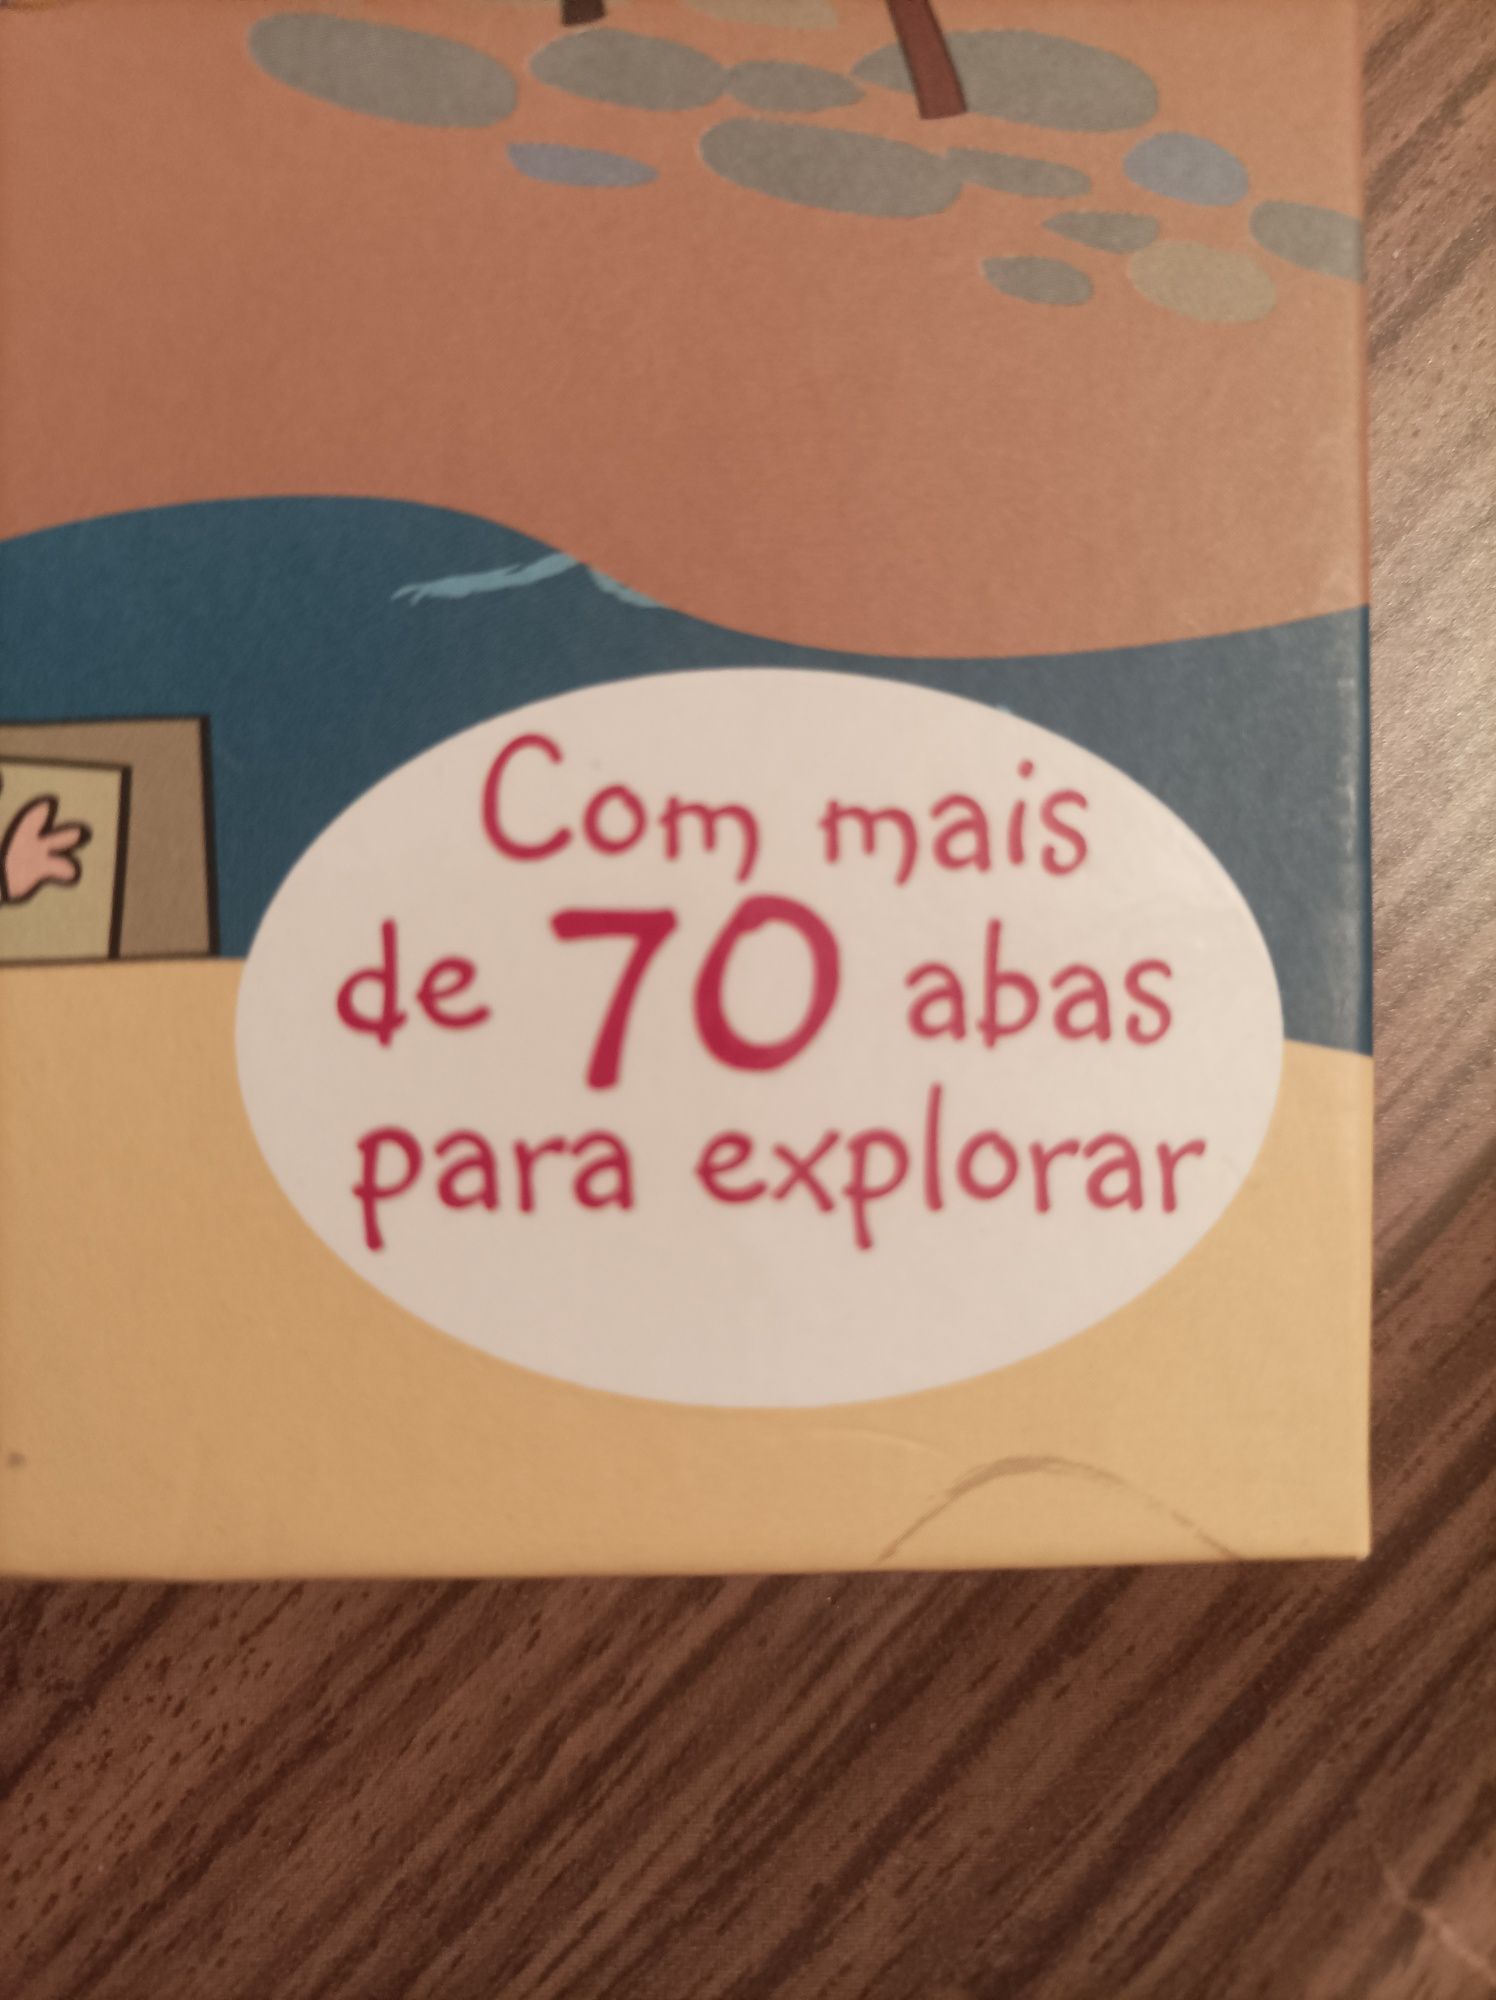 Com mais
de 70 abas
para explorar